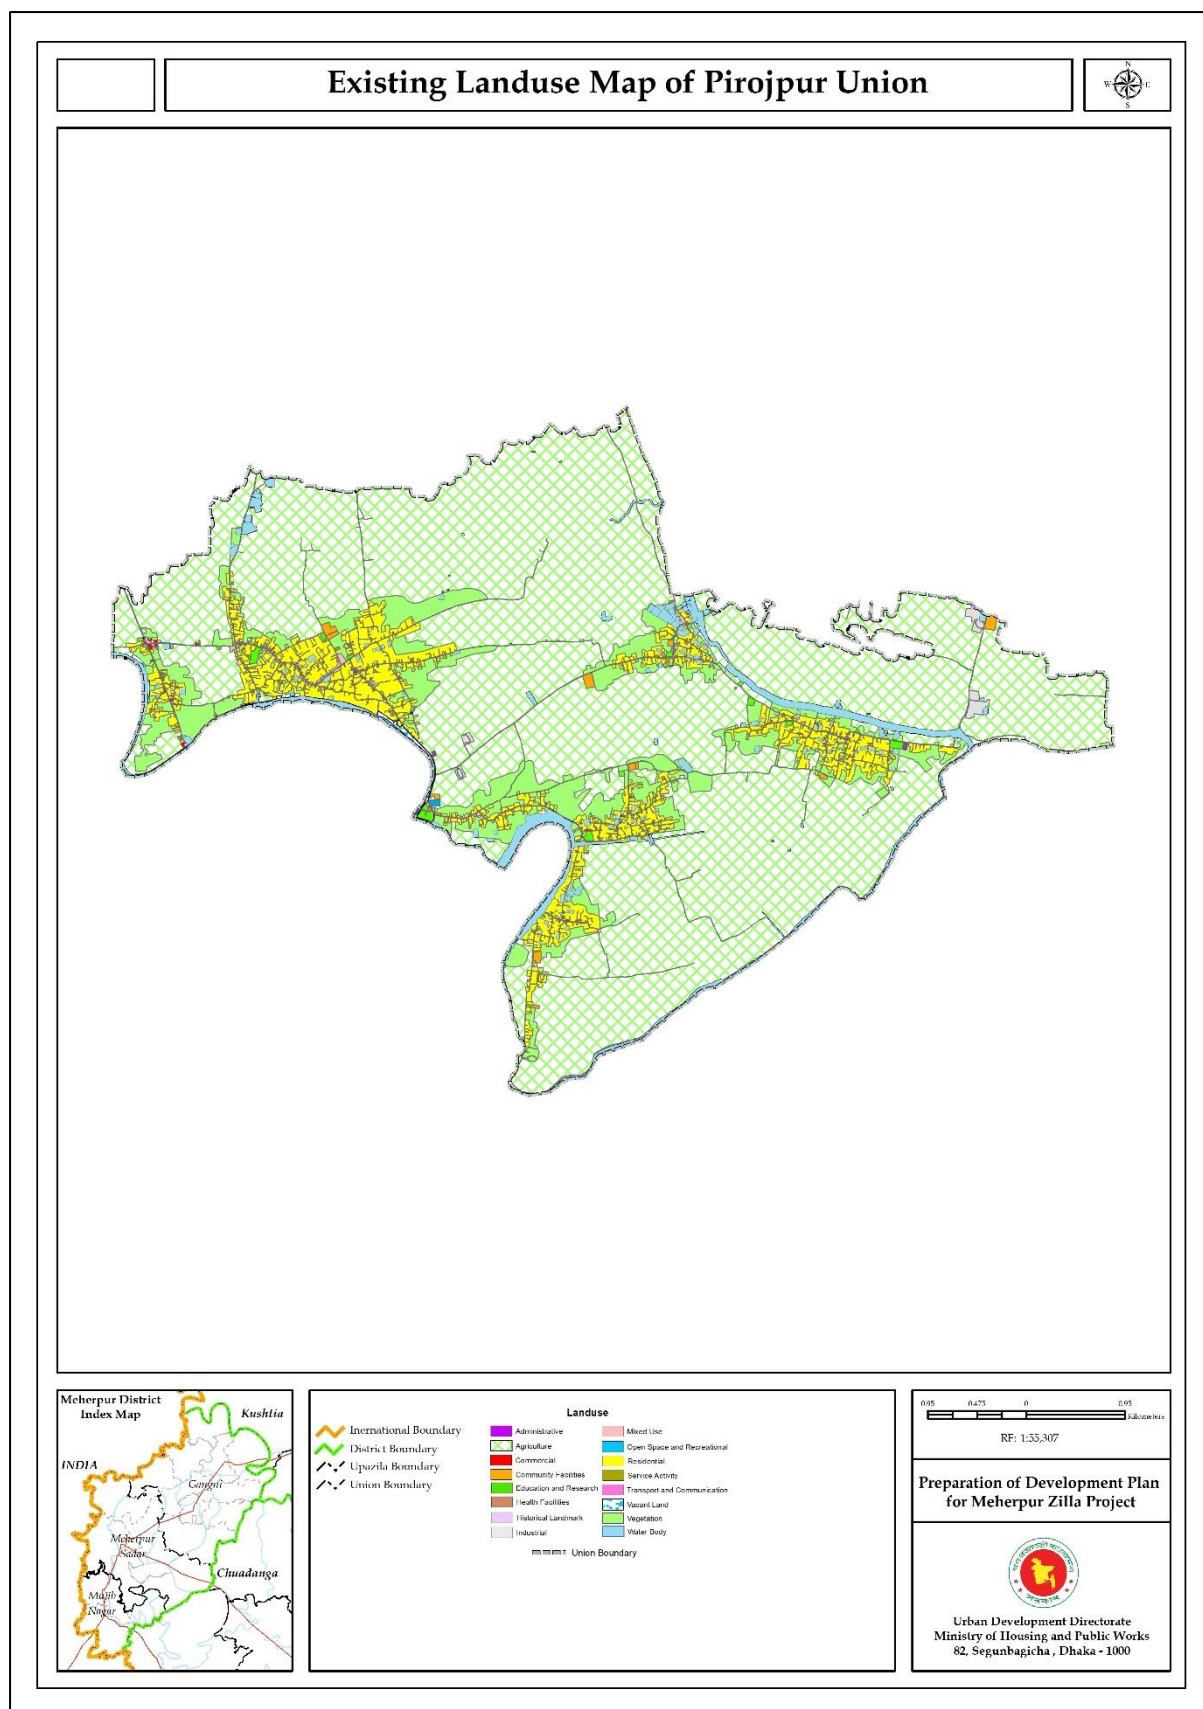 Existing Landuse Map of Pirojpur Union
N
W
E
S
Meherpur District
Index Map
Kushtia
INDIA
Gangni
Meherpur
Sadar
Chuadanga
Mujib
Nagar
Inernational Boundary
District Boundary
Upazila Boundary
Union Boundary
Landuse
Administrative
Agriculture
Commercial
Community Facilities
Education and Research
Health Facilities
Historical Landmark
Industrial
Mixed Use
Open Space and Recreational
Residential
Service Activity
Transport and Communication
Vacant Land
Vegetation
Water Body
Union Boundary
0.95 0.475 0 0.95
Kilometers
RF: 1:55,307
Preparation of Development Plan
for Meherpur Zilla Project
Urban Development Directorate
Ministry of Housing and Public Works
82, Segunbagicha , Dhaka - 1000